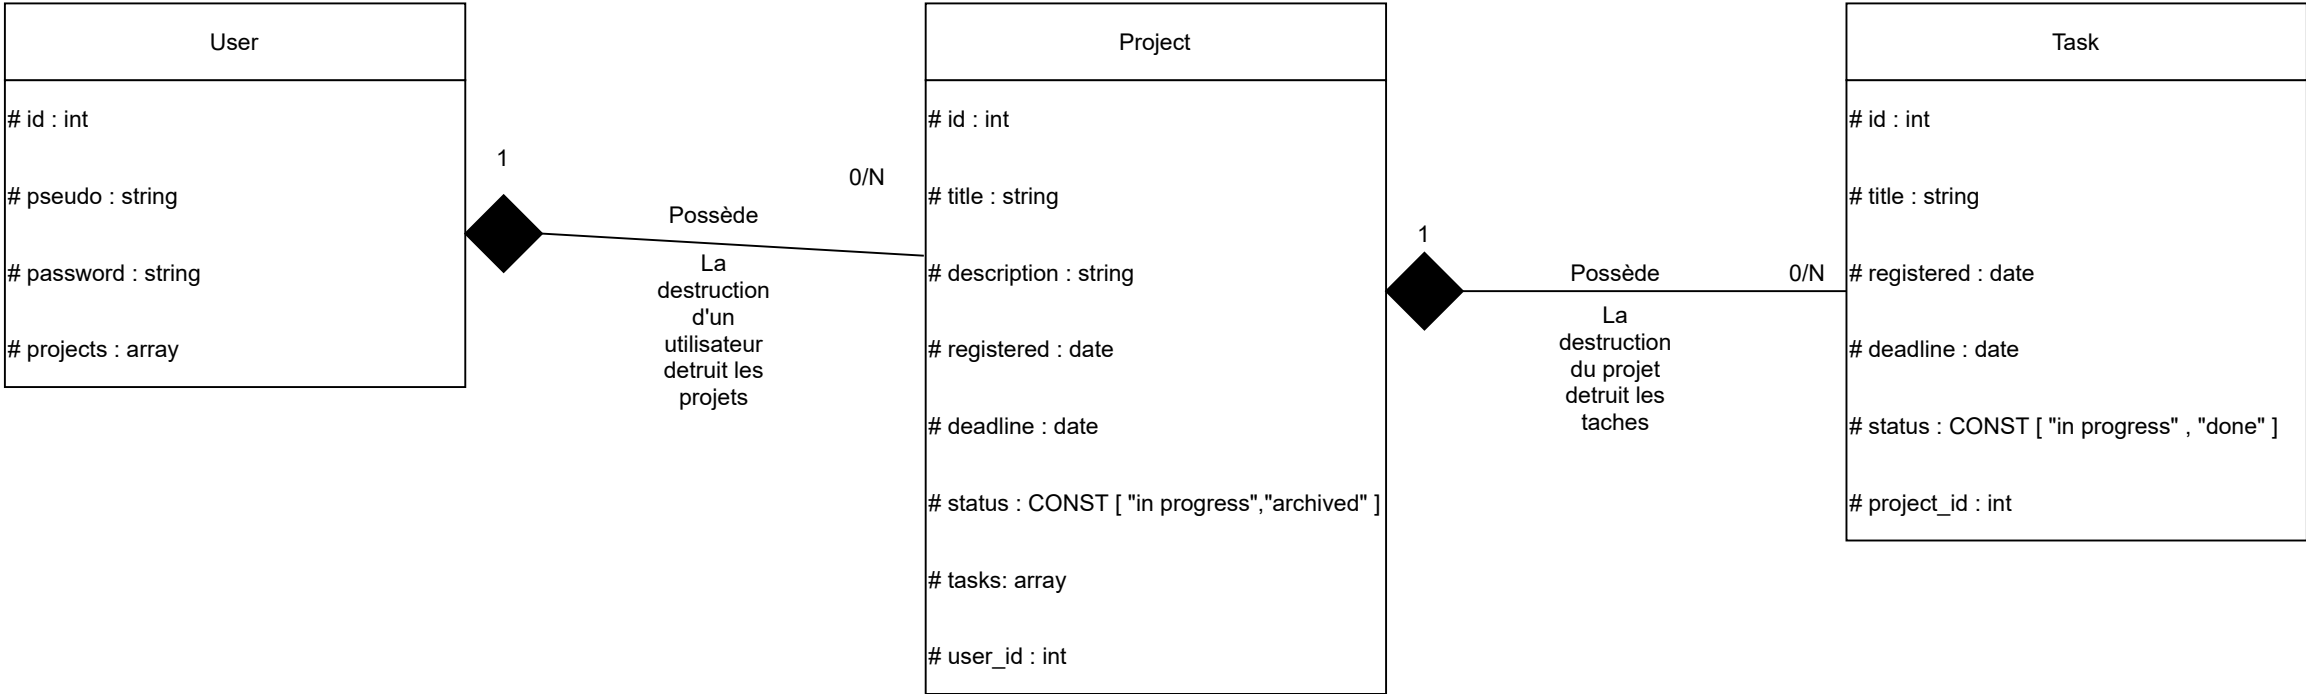 User
# id : int
# pseudo : string
# password : string
# projects : array
1
0/N
Possède
La
destruction
d'un
utilisateur
detruit les
projets
Project
# id : int
# title : string
# description : string
# registered : date
# deadline : date
# status : CONST [ "in progress","archived" ]
# tasks: array
# user_id : int
1
0/N
Possède
La
destruction
du projet
detruit les
taches
Task
# id : int
# title : string
# registered : date
# deadline : date
# status : CONST [ "in progress" , "done" ]
# project_id : int